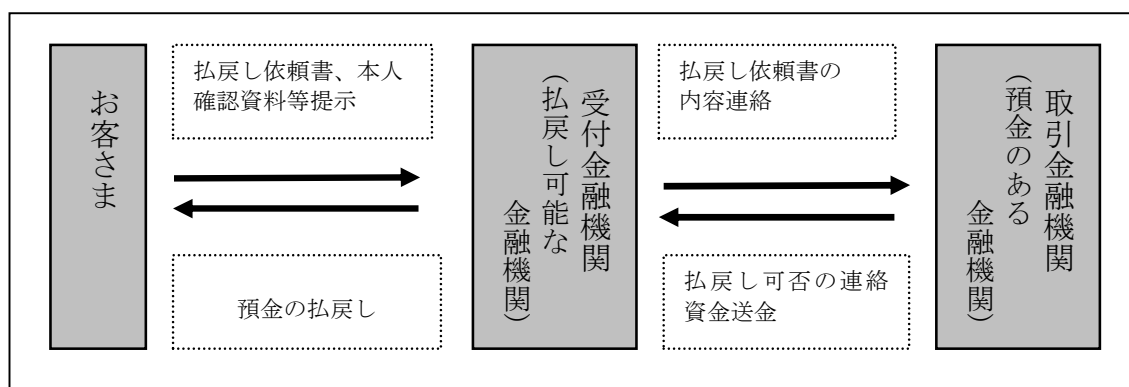 お客さま
払戻し依頼書、本人
確認資料等提示
預金の払戻し
受付金融機関
(払戻し可能な
金融機関)
払戻し依頼書の
内容連絡
払戻し可否の連絡
資金送金
取引金融機関
(預金のある
金融機関)